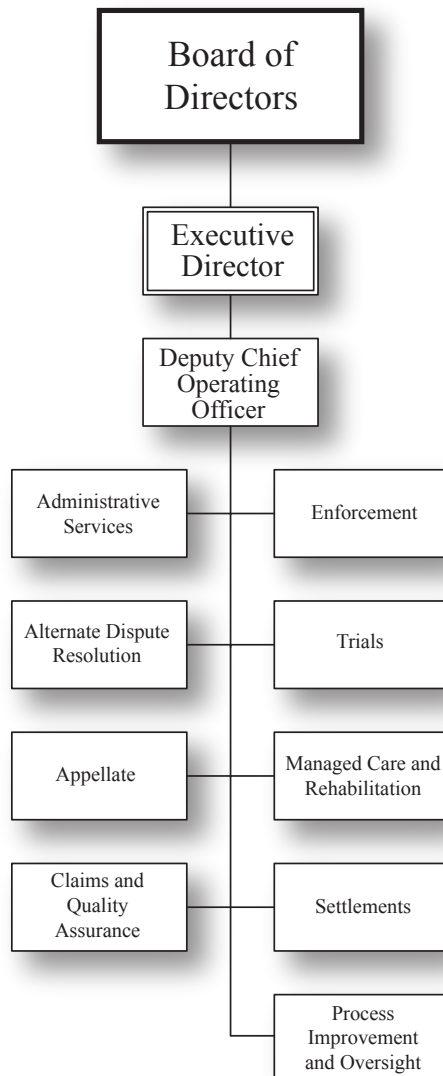 Board of
Directors
Executive
Director
Deputy Chief
Operating
Officer
Administrative
Services
Enforcement
Alternate Dispute
Resolution
Trials
Appellate
Managed Care and
Rehabilitation
Claims and
Quality
Assurance
Settlements
Process
Improvement
and Oversight